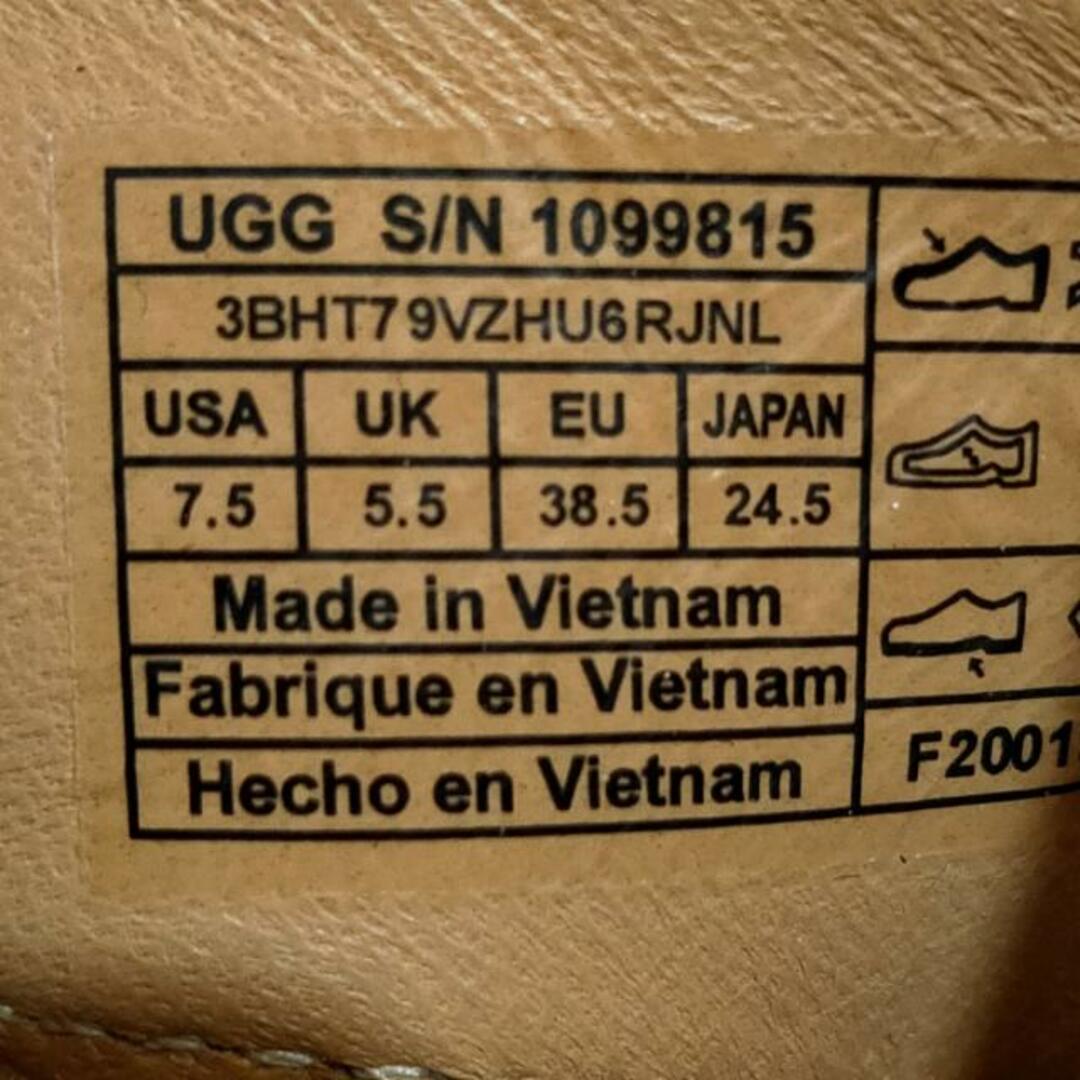 UGG S/N 1099815
3BHT79VZHU6RJNL
USA UK EU JAPAN
7.5 5.5 38.5 24.5
Made in Vietnam
Fabrique en Vietnam
Hecho en Vietnam
F2001